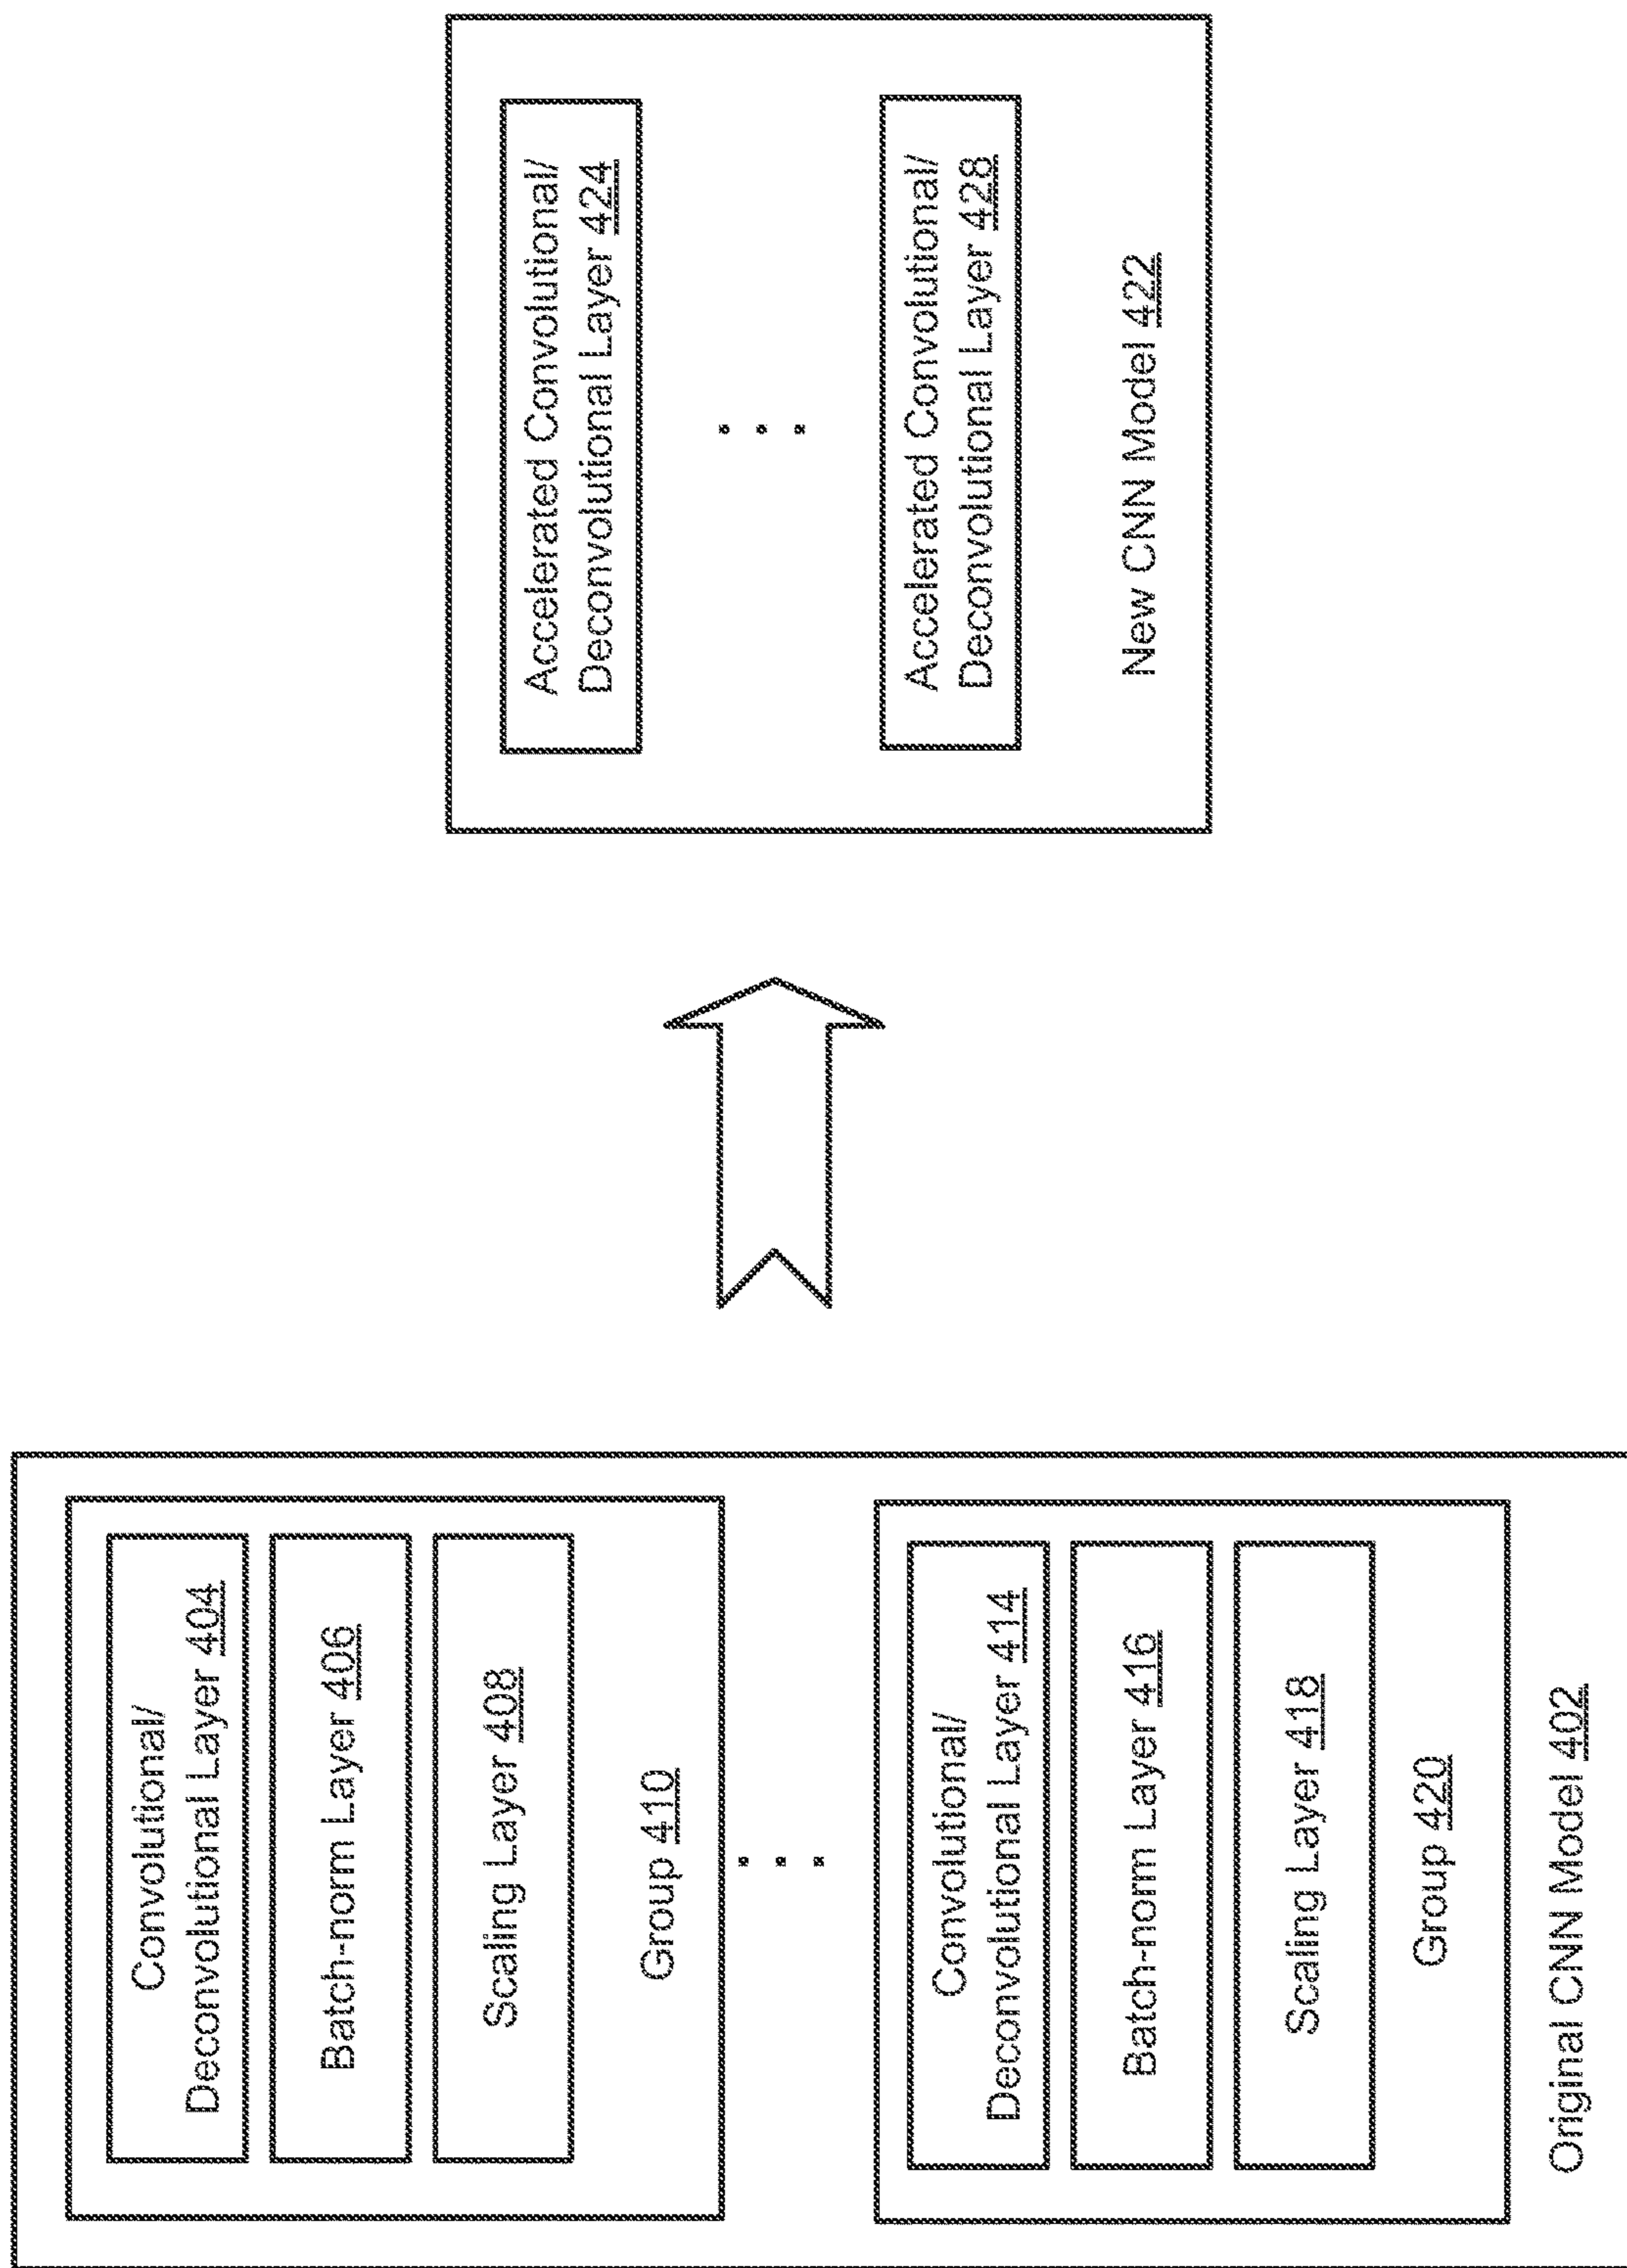 Convolutional/
Deconvolutional Layer 404
Batch-norm Layer 406
Scaling Layer 408
Group 410
...
Convolutional/
Deconvolutional Layer 414
Batch-norm Layer 416
Scaling Layer 418
Group 420
Original CNN Model 402
Accelerated Convolutional/
Deconvolutional Layer 424
...
Accelerated Convolutional/
Deconvolutional Layer 428
New CNN Model 422